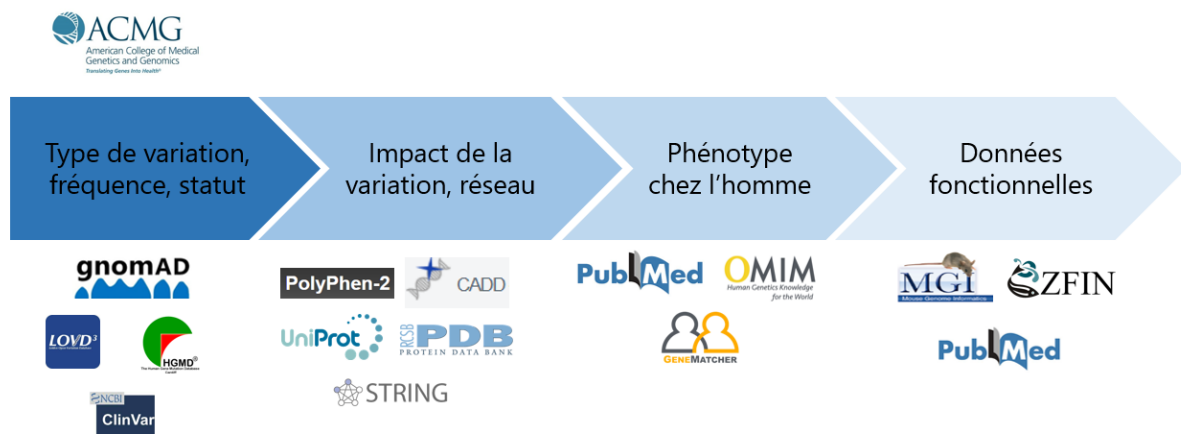 ACMG
American College of Medical
Genetics and Genomics
Translating Genes Into Health®
Type de variation,
fréquence, statut
Impact de la
variation, réseau
Phénotype
chez l’homme
Données
fonctionnelles
gnomAD
LOVD³
HGMD®
The Human Gene Mutation Database
Cardiff
NCBI
ClinVar
PolyPhen-2
CADD
UniProt
RCSB
PDB
PROTEIN DATA BANK
STRING
PubMed
OMIM
Human Genetics Knowledge
for the World
GENEMATCHER
MGI
Mouse Genome Informatics
ZFIN
PubMed